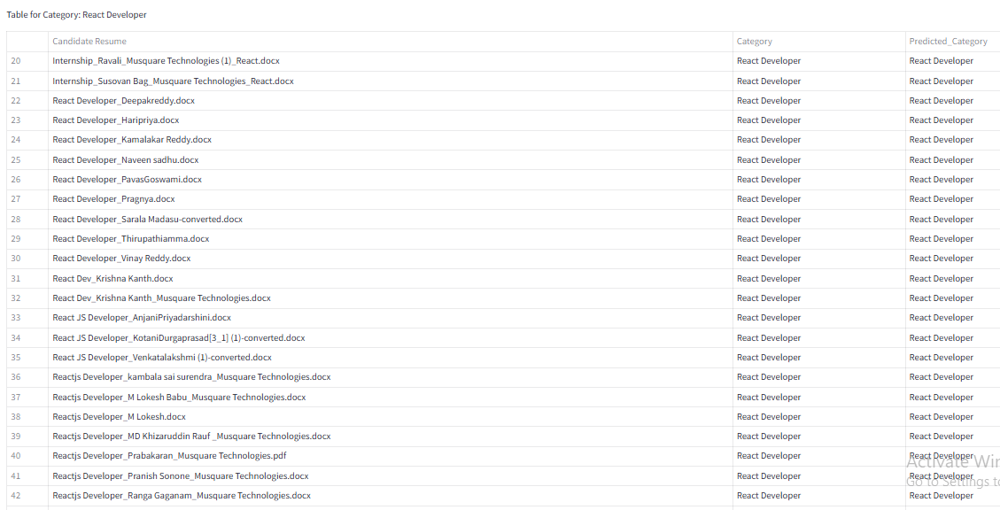 Table for Category: React Developer
Candidate Resume Category Predicted_Category
20 Internship_Ravali_Musquare Technologies (1)_React.docx React Developer React Developer
21 Internship_Susovan Bag_Musquare Technologies_React.docx React Developer React Developer
22 React Developer_Deepakreddy.docx React Developer React Developer
23 React Developer_Haripriya.docx React Developer React Developer
24 React Developer_Kamalakar Reddy.docx React Developer React Developer
25 React Developer_Naveen sadhu.docx React Developer React Developer
26 React Developer_PavasGoswami.docx React Developer React Developer
27 React Developer_Pragnya.docx React Developer React Developer
28 React Developer_Sarala Madasu-converted.docx React Developer React Developer
29 React Developer_Thirupathiamma.docx React Developer React Developer
30 React Developer_Vinay Reddy.docx React Developer React Developer
31 React Dev_Krishna Kanth.docx React Developer React Developer
32 React Dev_Krishna Kanth_Musquare Technologies.docx React Developer React Developer
33 React JS Developer_AnjaniPriyadarshini.docx React Developer React Developer
34 React JS Developer_KotaniDurgaprasad[3_1] (1)-converted.docx React Developer React Developer
35 React JS Developer_Venkatalakshmi (1)-converted.docx React Developer React Developer
36 Reactjs Developer_kambala sai surendra_Musquare Technologies.docx React Developer React Developer
37 Reactjs Developer_M Lokesh Babu_Musquare Technologies.docx React Developer React Developer
38 Reactjs Developer_M Lokesh.docx React Developer React Developer
39 Reactjs Developer_MD Khizaruddin Rauf _Musquare Technologies.docx React Developer React Developer
40 Reactjs Developer_Prabakaran_Musquare Technologies.pdf React Developer React Developer
Activate Win
41 Reactjs Developer_Pranish Sonone_Musquare Technologies.docx React Developer React Developer
Go to Settings to
42 Reactjs Developer_Ranga Gaganam_Musquare Technologies.docx React Developer React Developer